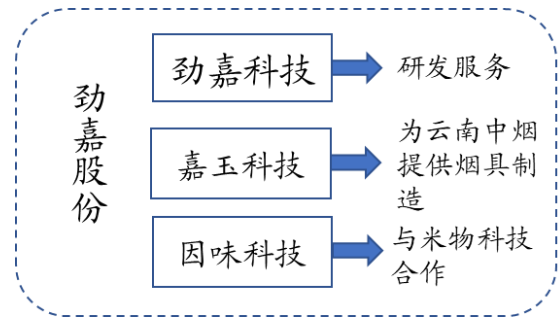 劲嘉股份
劲嘉科技
研发服务
嘉玉科技
为云南中烟
提供烟具制
造
因味科技
与米物科技
合作